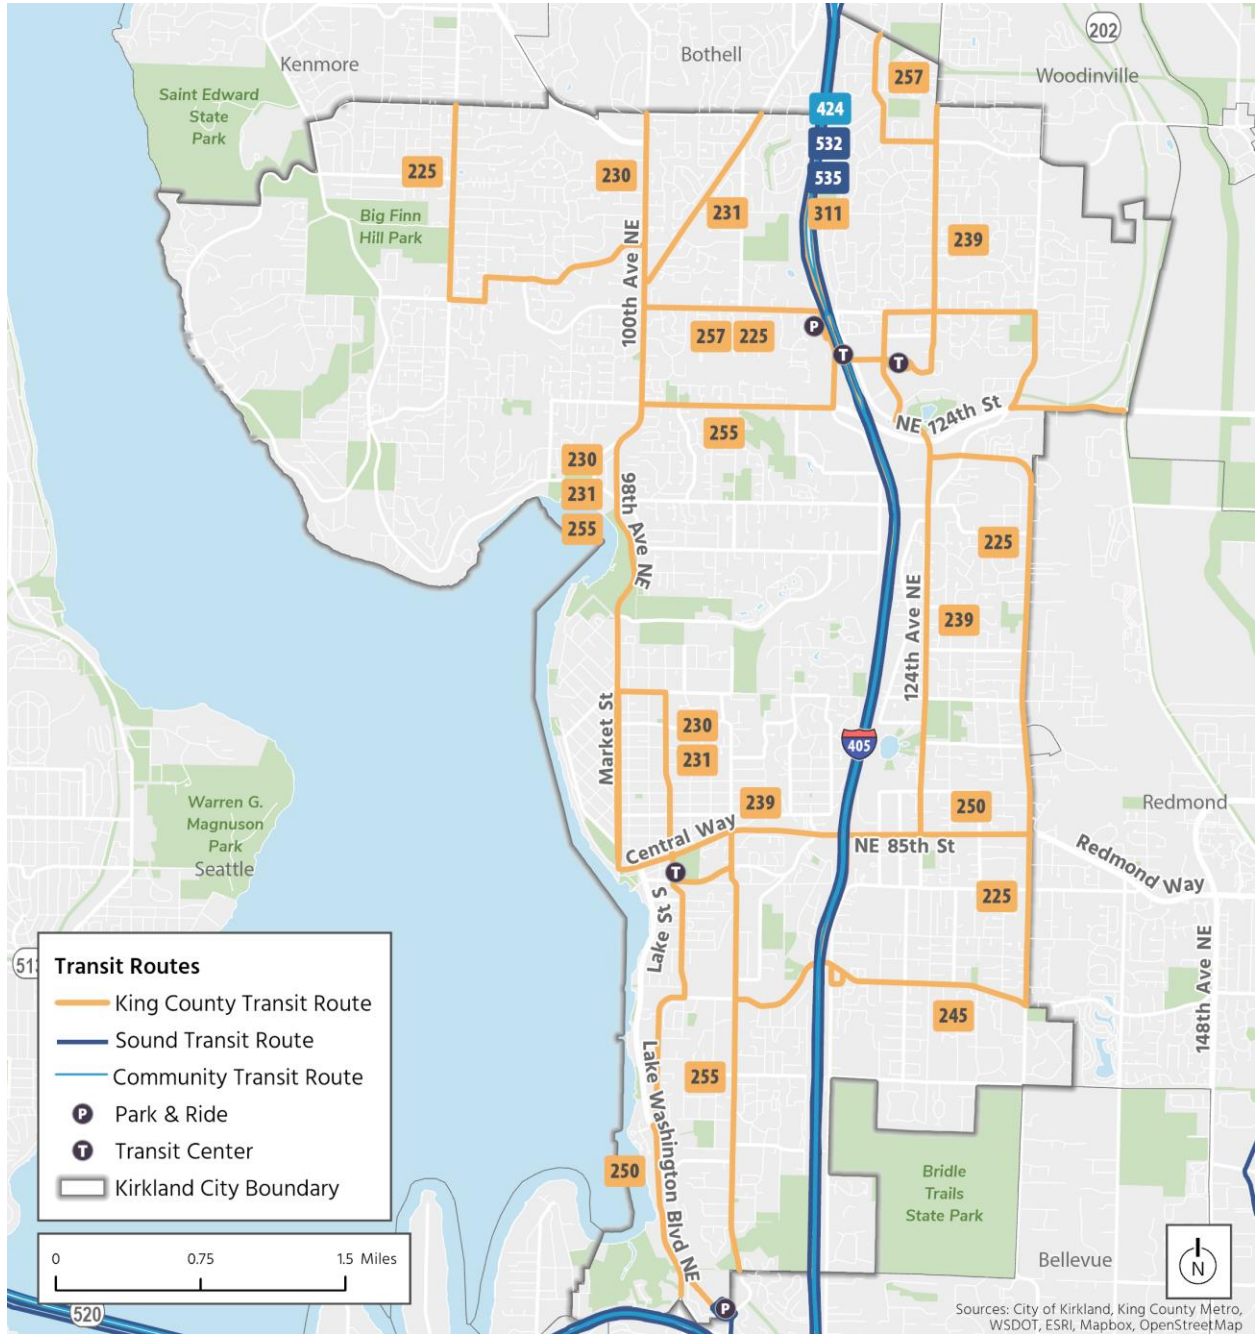 202
Kenmore
Bothell
Woodinville
257
Saint Edward
State
Park
424
532
535
311
225
230
231
239
Big Finn
Hill Park
100th Ave NE
257
225
P
T
T
NE 124th St
255
230
231
255
98th Ave NE
225
239
124th Ave NE
Market St
230
231
405
239
250
Redmond
Warren G.
Magnuson
Park
Seattle
Central Way
NE 85th St
Redmond Way
T
225
Lake St S
148th Ave NE
513
Transit Routes
King County Transit Route
Sound Transit Route
Community Transit Route
P Park & Ride
T Transit Center
Kirkland City Boundary
245
255
Lake Washington Blvd NE
250
Bridle
Trails
State Park
0 0.75 1.5 Miles
520
P
Bellevue
N
Sources: City of Kirkland, King County Metro,
WSDOT, ESRI, Mapbox, OpenStreetMap